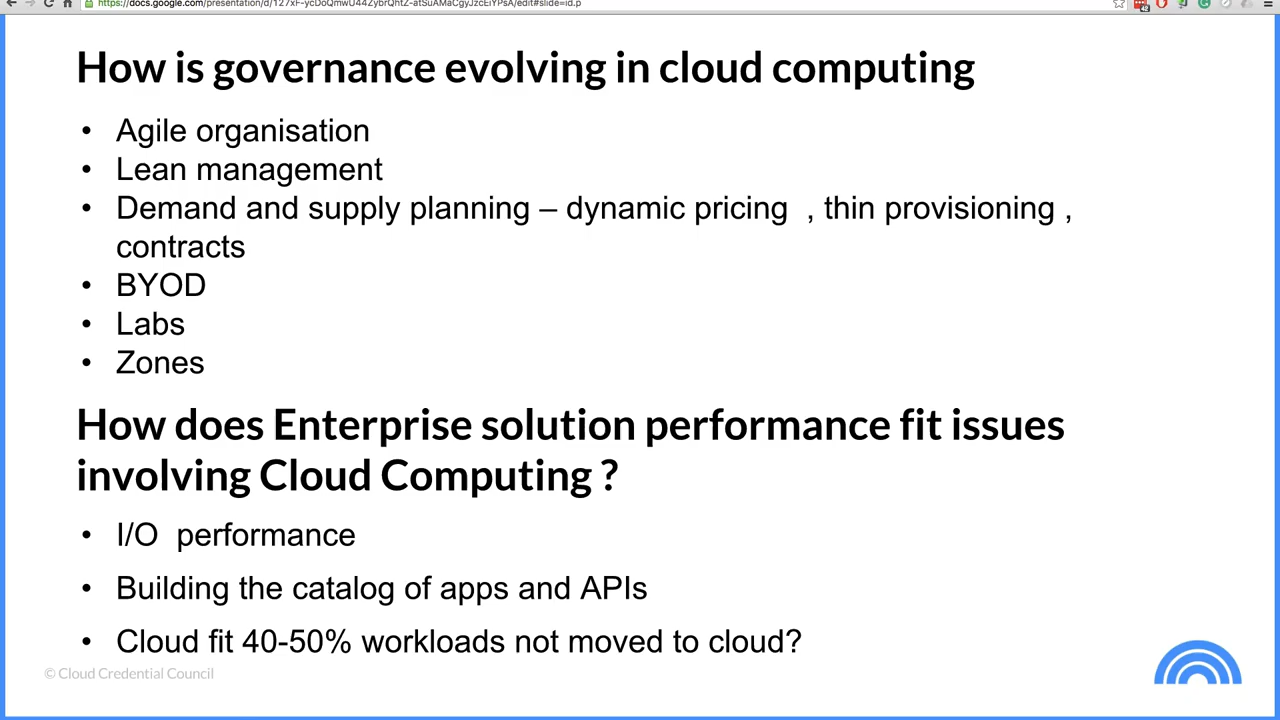 How is governance evolving in cloud computing
• Agile organisation
• Lean management
• Demand and supply planning – dynamic pricing , thin provisioning ,
contracts
• BYOD
• Labs
• Zones
How does Enterprise solution performance fit issues
involving Cloud Computing ?
• I/O performance
• Building the catalog of apps and APIs
• Cloud fit 40-50% workloads not moved to cloud?
© Cloud Credential Council